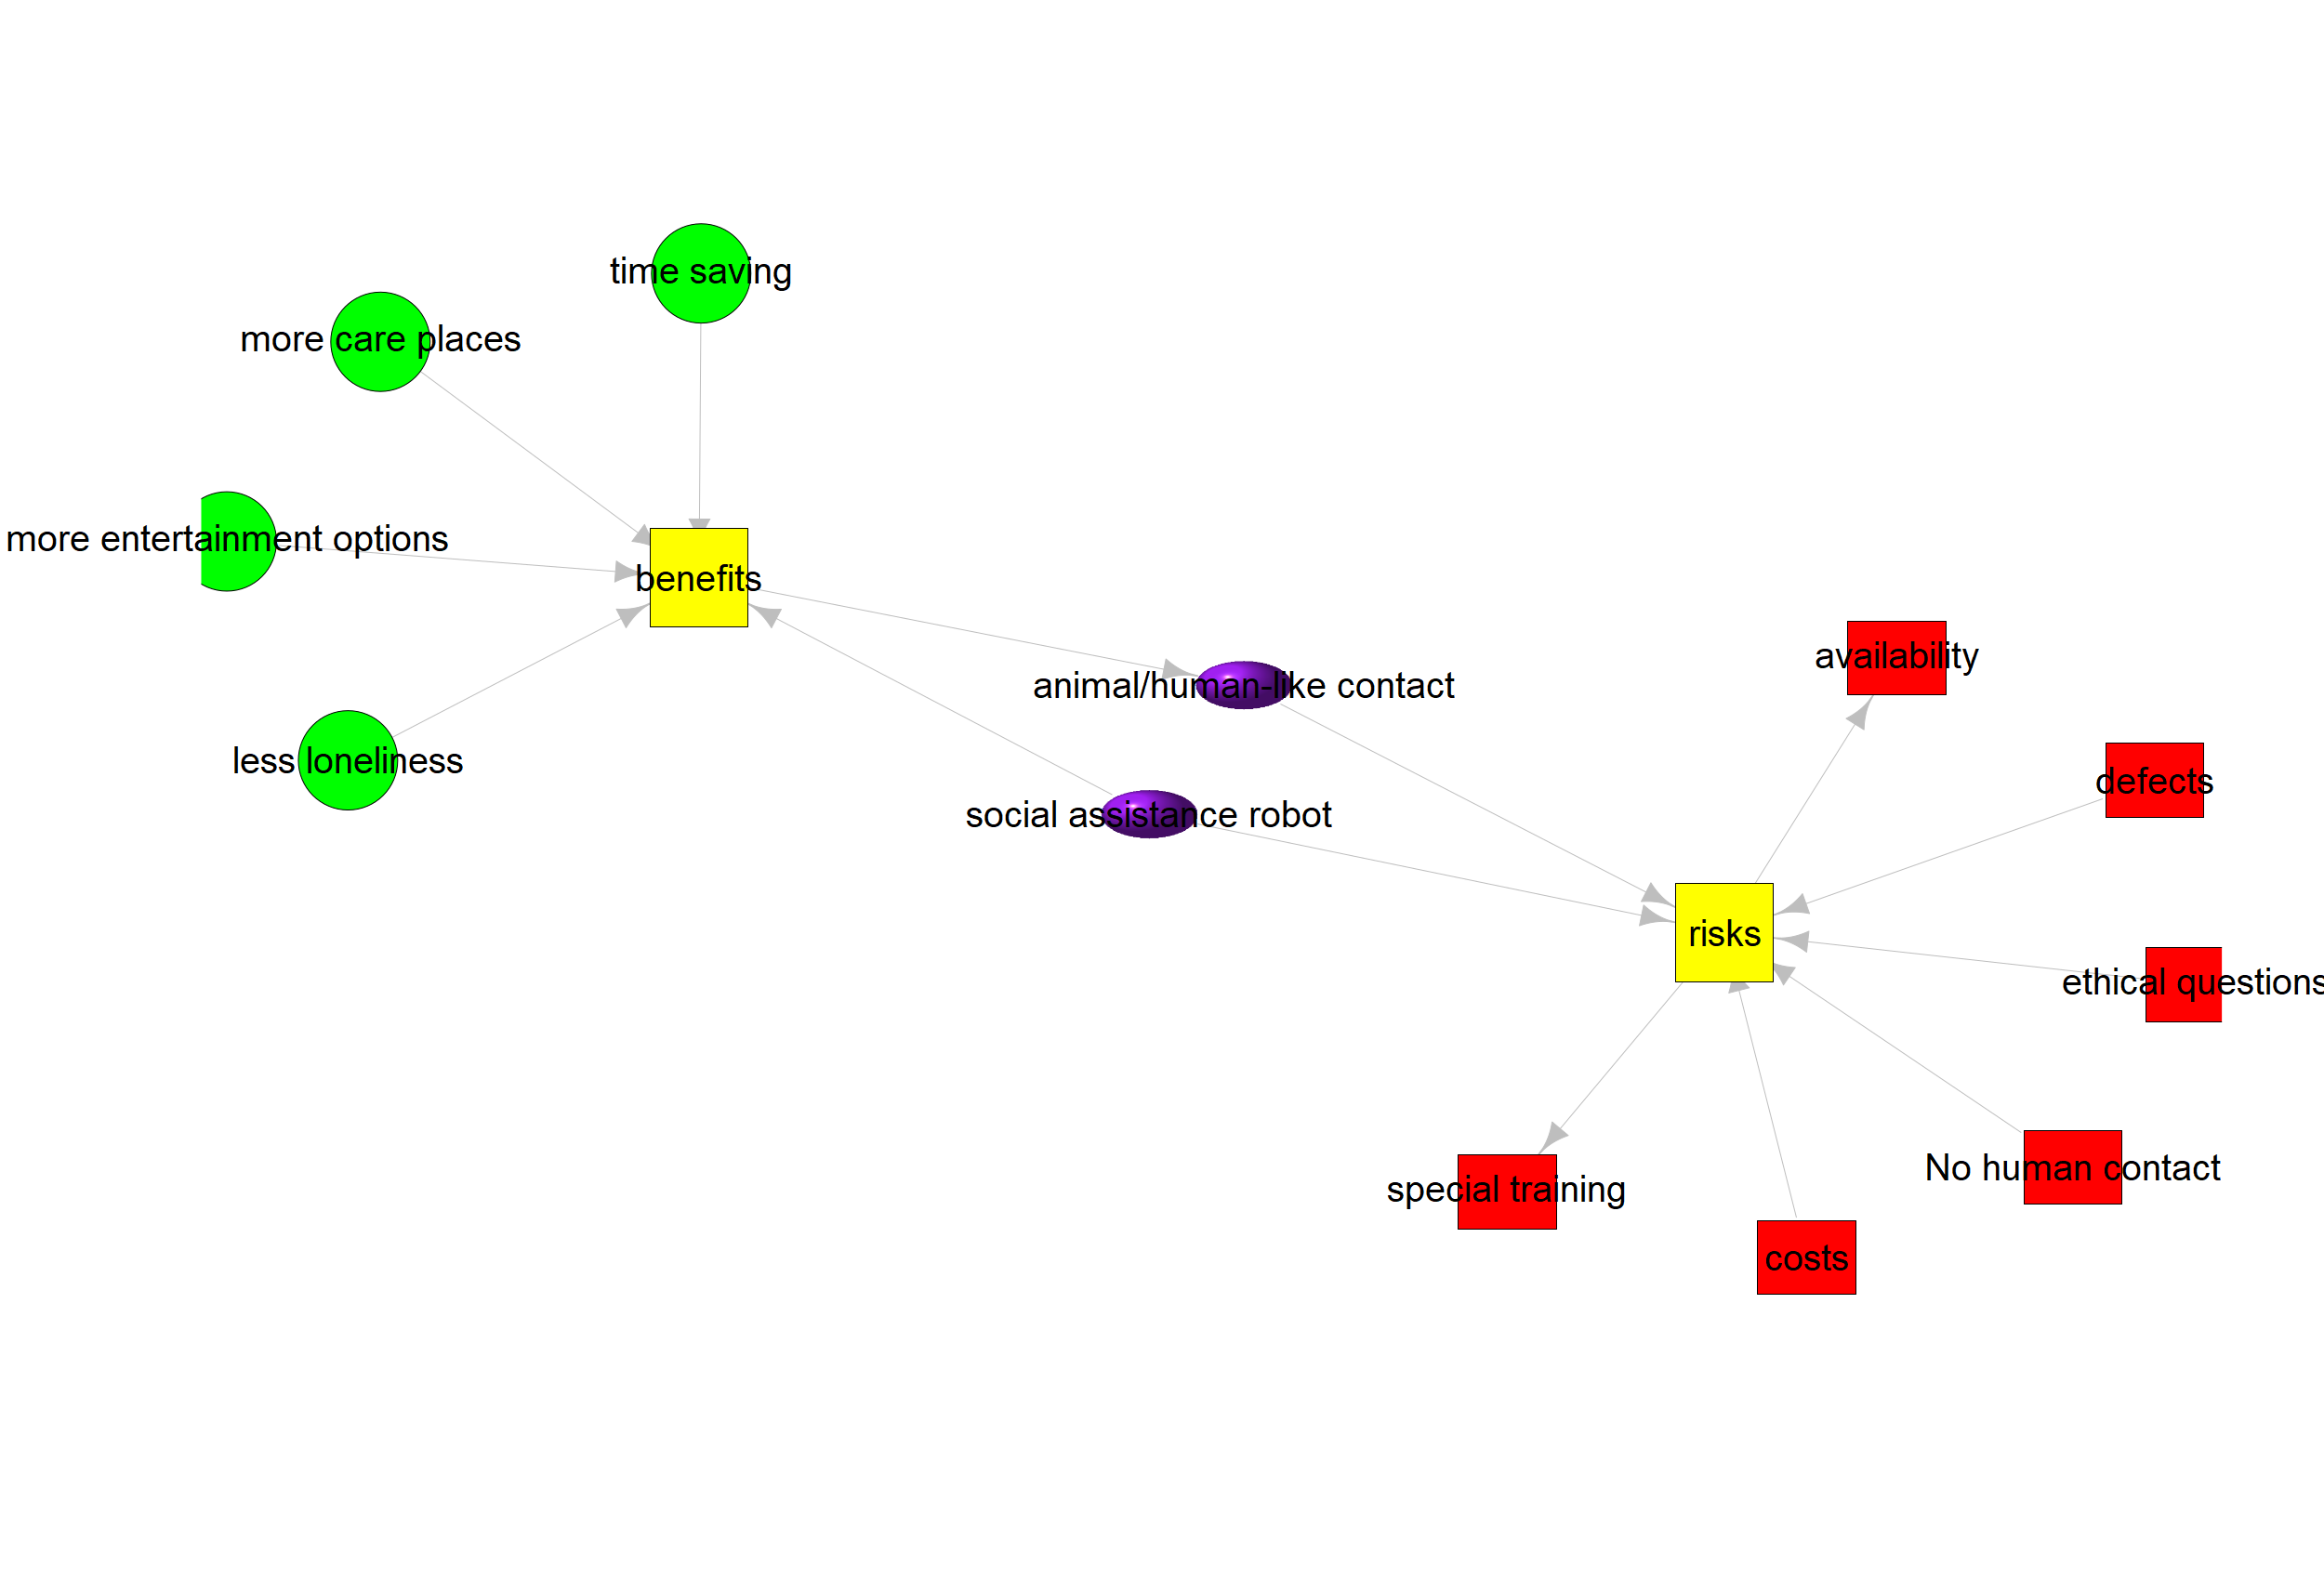 time saving
more care places
more entertainment options
benefits
less loneliness
animal/human-like contact
social assistance robot
availability
defects
risks
ethical questions
No human contact
special training
costs